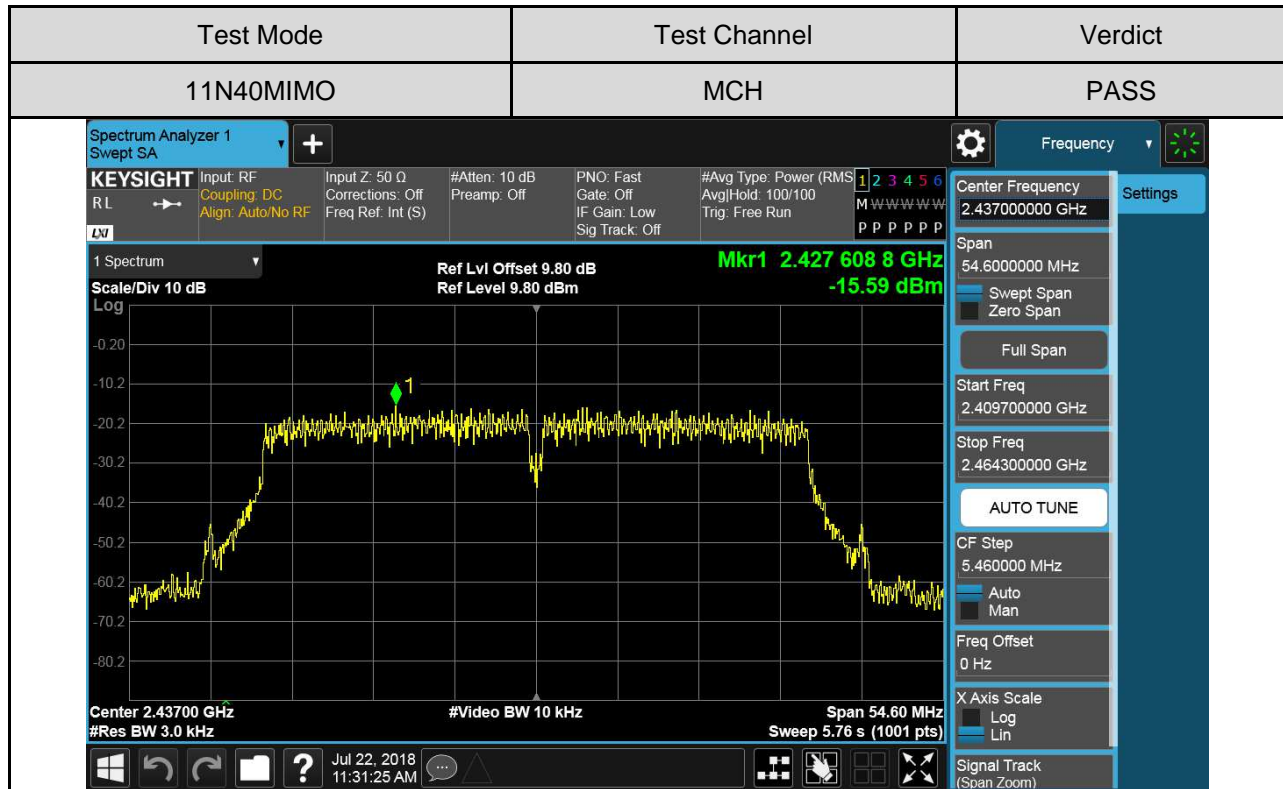 Test Mode Test Channel Verdict
11N40MIMO MCH PASS
Spectrum Analyzer 1
Swept SA
+
Frequency
KEYSIGHT
RL
LXI
Input: RF
Coupling: DC
Align: Auto/No RF
Input Z: 50 Ω
Corrections: Off
Freq Ref: Int (S)
#Atten: 10 dB
Preamp: Off
PNO: Fast
Gate: Off
IF Gain: Low
Sig Track: Off
#Avg Type: Power (RMS
Avg|Hold: 100/100
Trig: Free Run
1 2 3 4 5 6
M W W W W W
P P P P P P
1 Spectrum
Scale/Div 10 dB
Log
Ref Lvl Offset 9.80 dB
Ref Level 9.80 dBm
Mkr1 2.427 608 8 GHz
-15.59 dBm
-0.20
-10.2
1
-20.2
-30.2
-40.2
-50.2
-60.2
-70.2
-80.2
Center 2.43700 GHz
#Res BW 3.0 kHz
#Video BW 10 kHz
Span 54.60 MHz
Sweep 5.76 s (1001 pts)
?
Jul 22, 2018
11:31:25 AM
Center Frequency
2.437000000 GHz
Settings
Span
54.6000000 MHz
Swept Span
Zero Span
Full Span
Start Freq
2.409700000 GHz
Stop Freq
2.464300000 GHz
AUTO TUNE
CF Step
5.460000 MHz
Auto
Man
Freq Offset
0 Hz
X Axis Scale
Log
Lin
Signal Track
(Span Zoom)